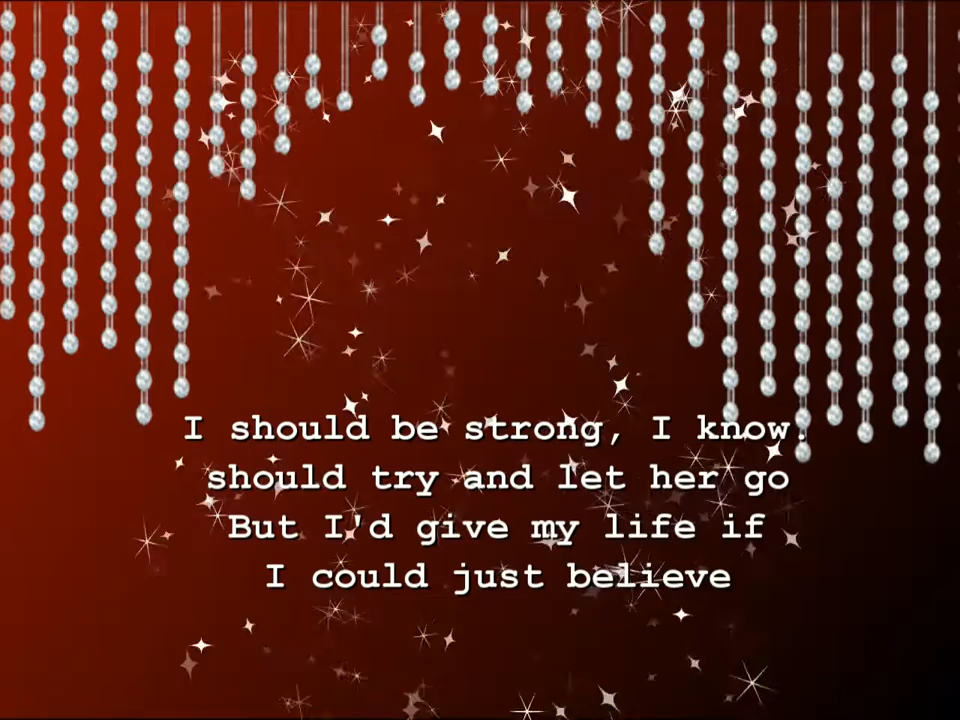 I should be strong, I know.
should try and let her go
But I'd give my life if
I could just believe